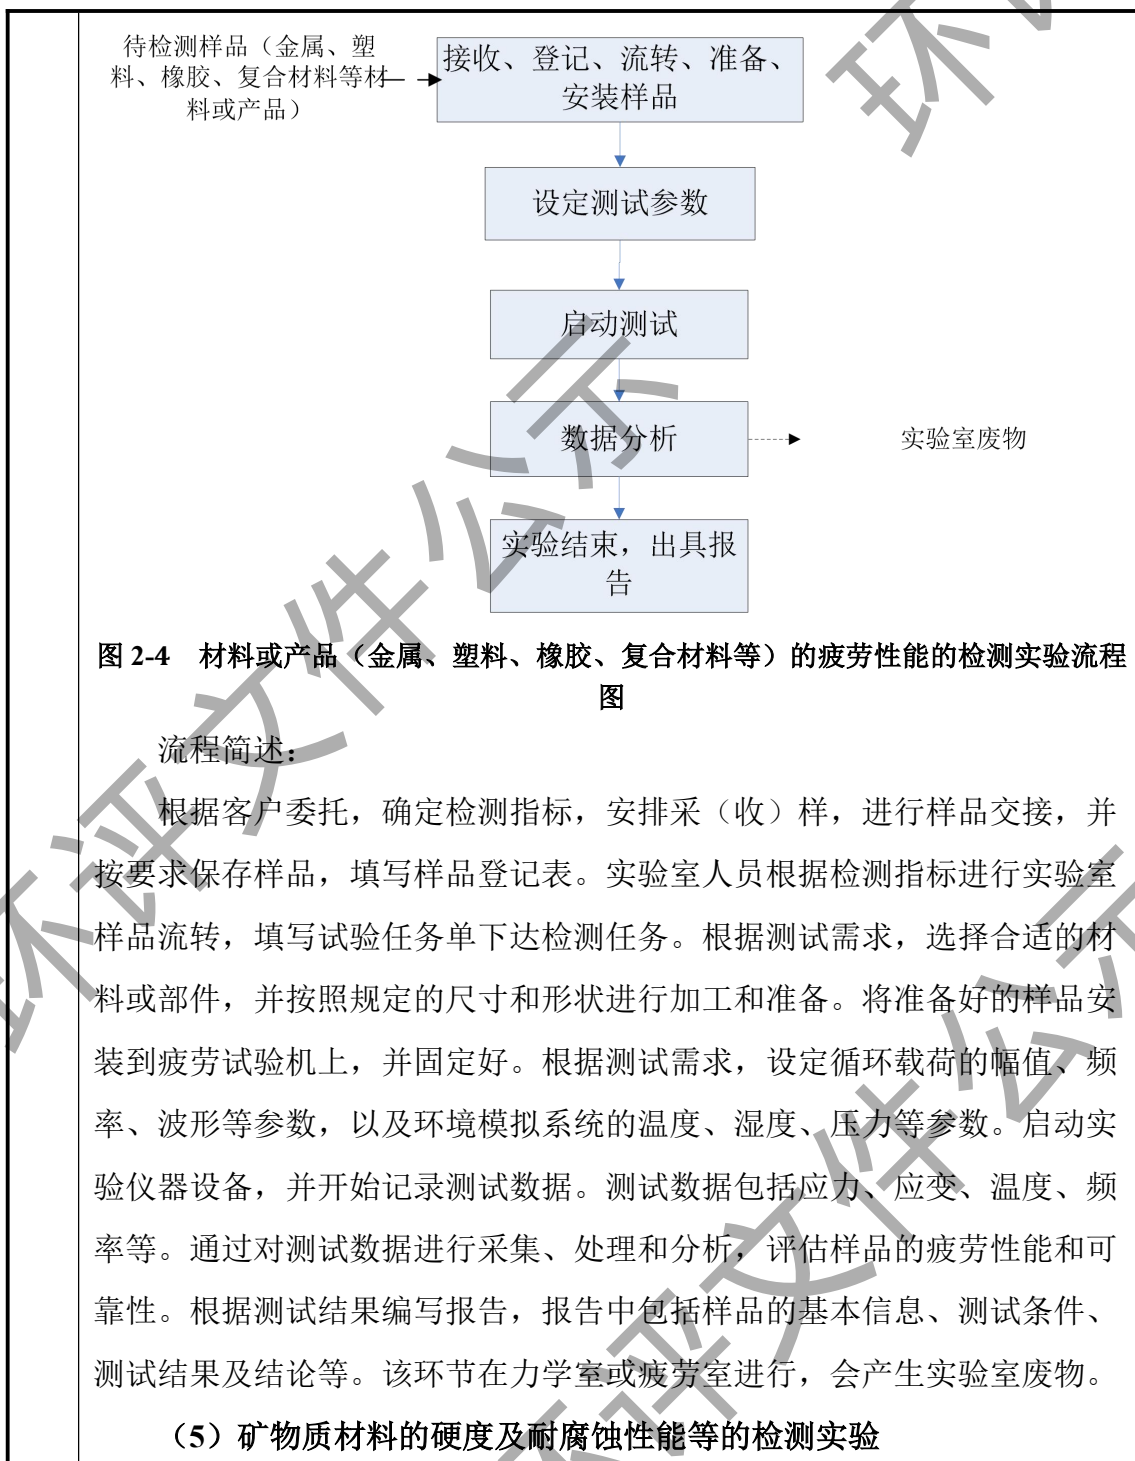 待检测样品（金属、塑
料、橡胶、复合材料等材
料或产品）
接收、登记、流转、准备、
安装样品
设定测试参数
启动测试
数据分析
实验室废物
实验结束，出具报
告
图 2-4 材料或产品（金属、塑料、橡胶、复合材料等）的疲劳性能的检测实验流程
图
流程简述：
根据客户委托，确定检测指标，安排采（收）样，进行样品交接，并
按要求保存样品，填写样品登记表。实验室人员根据检测指标进行实验室
样品流转，填写试验任务单下达检测任务。根据测试需求，选择合适的材
料或部件，并按照规定的尺寸和形状进行加工和准备。将准备好的样品安
装到疲劳试验机上，并固定好。根据测试需求，设定循环载荷的幅值、频
率、波形等参数，以及环境模拟系统的温度、湿度、压力等参数。启动实
验仪器设备，并开始记录测试数据。测试数据包括应力、应变、温度、频
率等。通过对测试数据进行采集、处理和分析，评估样品的疲劳性能和可
靠性。根据测试结果编写报告，报告中包括样品的基本信息、测试条件、
测试结果及结论等。该环节在力学室或疲劳室进行，会产生实验室废物。
（5）矿物质材料的硬度及耐腐蚀性能等的检测实验
环评文件公示
环评文件公示
环